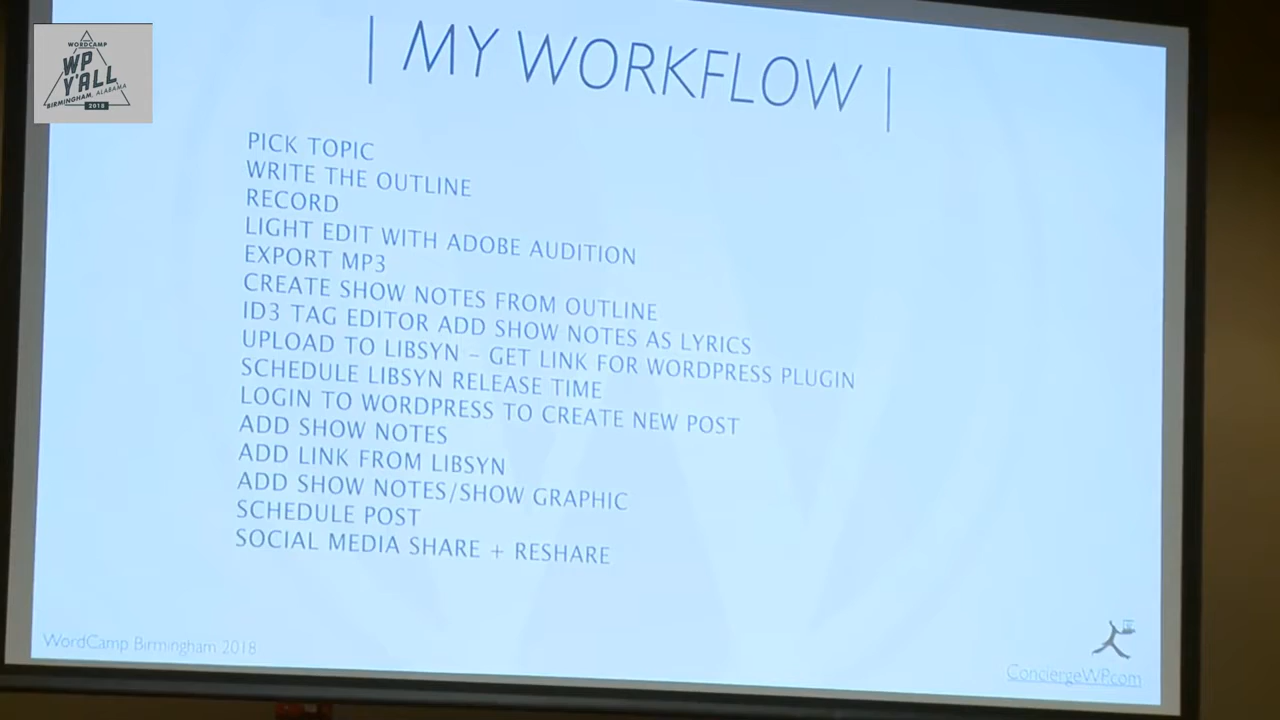 WORDCAMP
WP
Y'ALL
BIRMINGHAM, ALABAMA
2018
| MY WORKFLOW |
PICK TOPIC
WRITE THE OUTLINE
RECORD
LIGHT EDIT WITH ADOBE AUDITION
EXPORT MP3
CREATE SHOW NOTES FROM OUTLINE
ID3 TAG EDITOR ADD SHOW NOTES AS LYRICS
UPLOAD TO LIBSYN – GET LINK FOR WORDPRESS PLUGIN
SCHEDULE LIBSYN RELEASE TIME
LOGIN TO WORDPRESS TO CREATE NEW POST
ADD SHOW NOTES
ADD LINK FROM LIBSYN
ADD SHOW NOTES/SHOW GRAPHIC
SCHEDULE POST
SOCIAL MEDIA SHARE + RESHARE
WordCamp Birmingham 2018
ConciergeWP.com